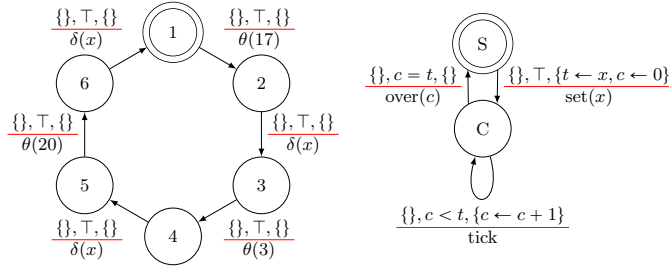 {}, ⊤, {}
δ(x)
1
{}, ⊤, {}
θ(17)
6
2
{}, ⊤, {}
θ(20)
{}, ⊤, {}
δ(x)
5
3
{}, ⊤, {}
δ(x)
4
{}, ⊤, {}
θ(3)
S
{}, c = t, {}
over(c)
{}, ⊤, {t ← x, c ← 0}
set(x)
C
{}, c < t, {c ← c + 1}
tick